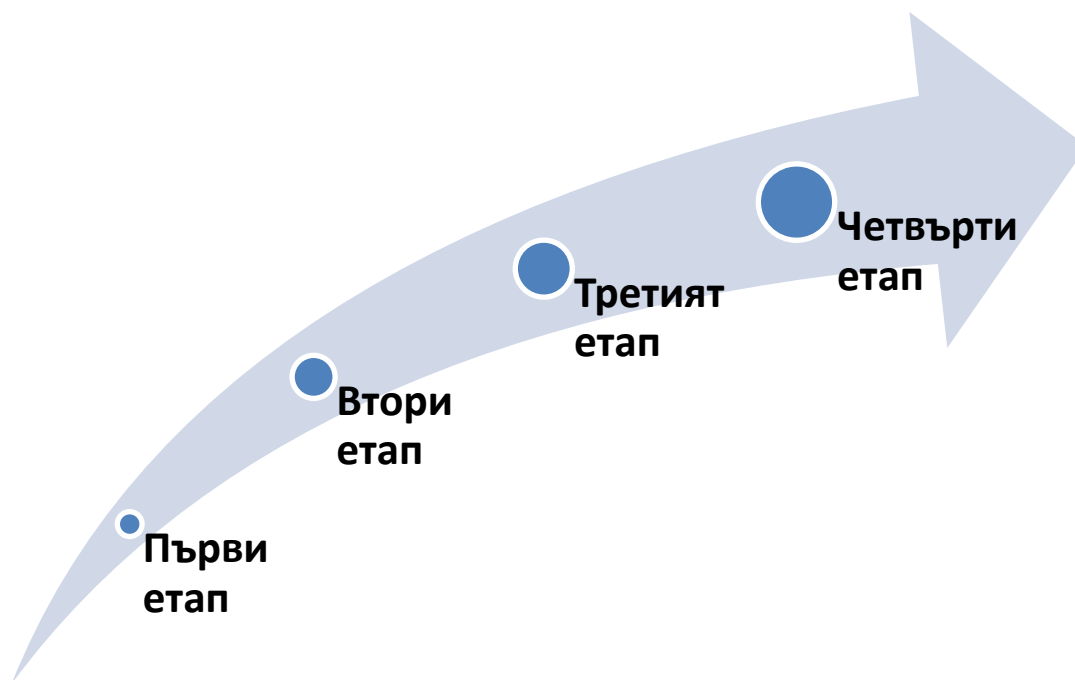 Първи
етап
Втори
етап
Третият
етап
Четвърти
етап